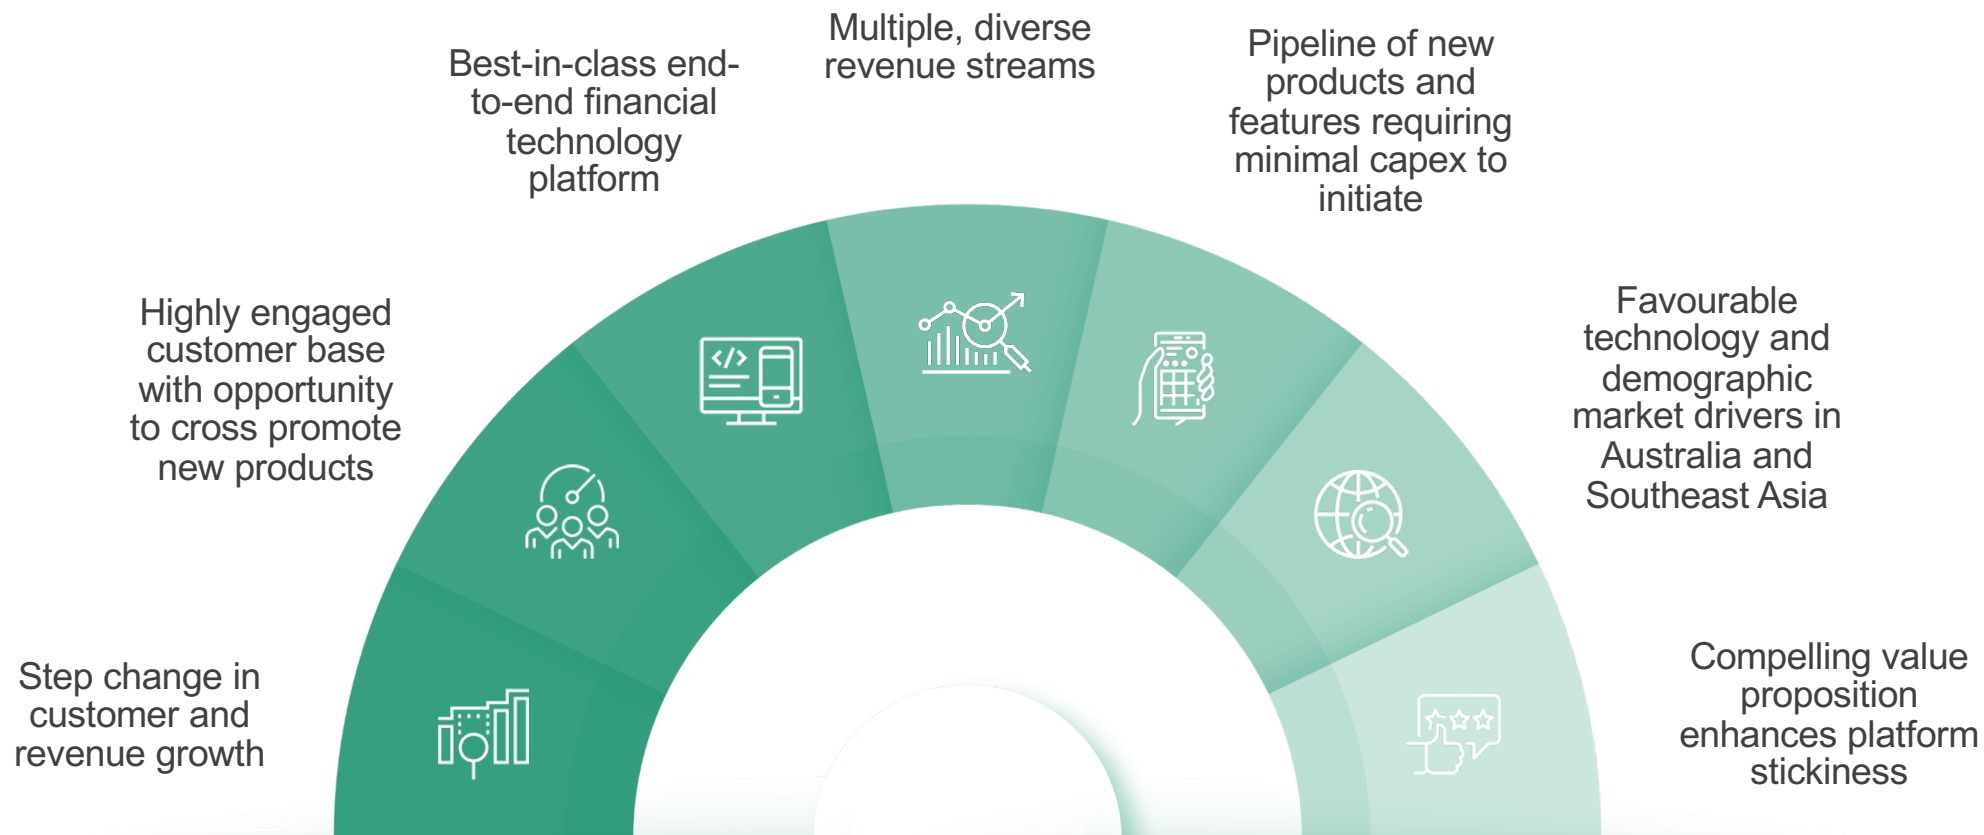 Step change in
customer and
revenue growth
Highly engaged
customer base
with opportunity
to cross promote
new products
Best-in-class end-
to-end financial
technology
platform
Multiple, diverse
revenue streams
Pipeline of new
products and
features requiring
minimal capex to
initiate
Favourable
technology and
demographic
market drivers in
Australia and
Southeast Asia
Compelling value
proposition
enhances platform
stickiness